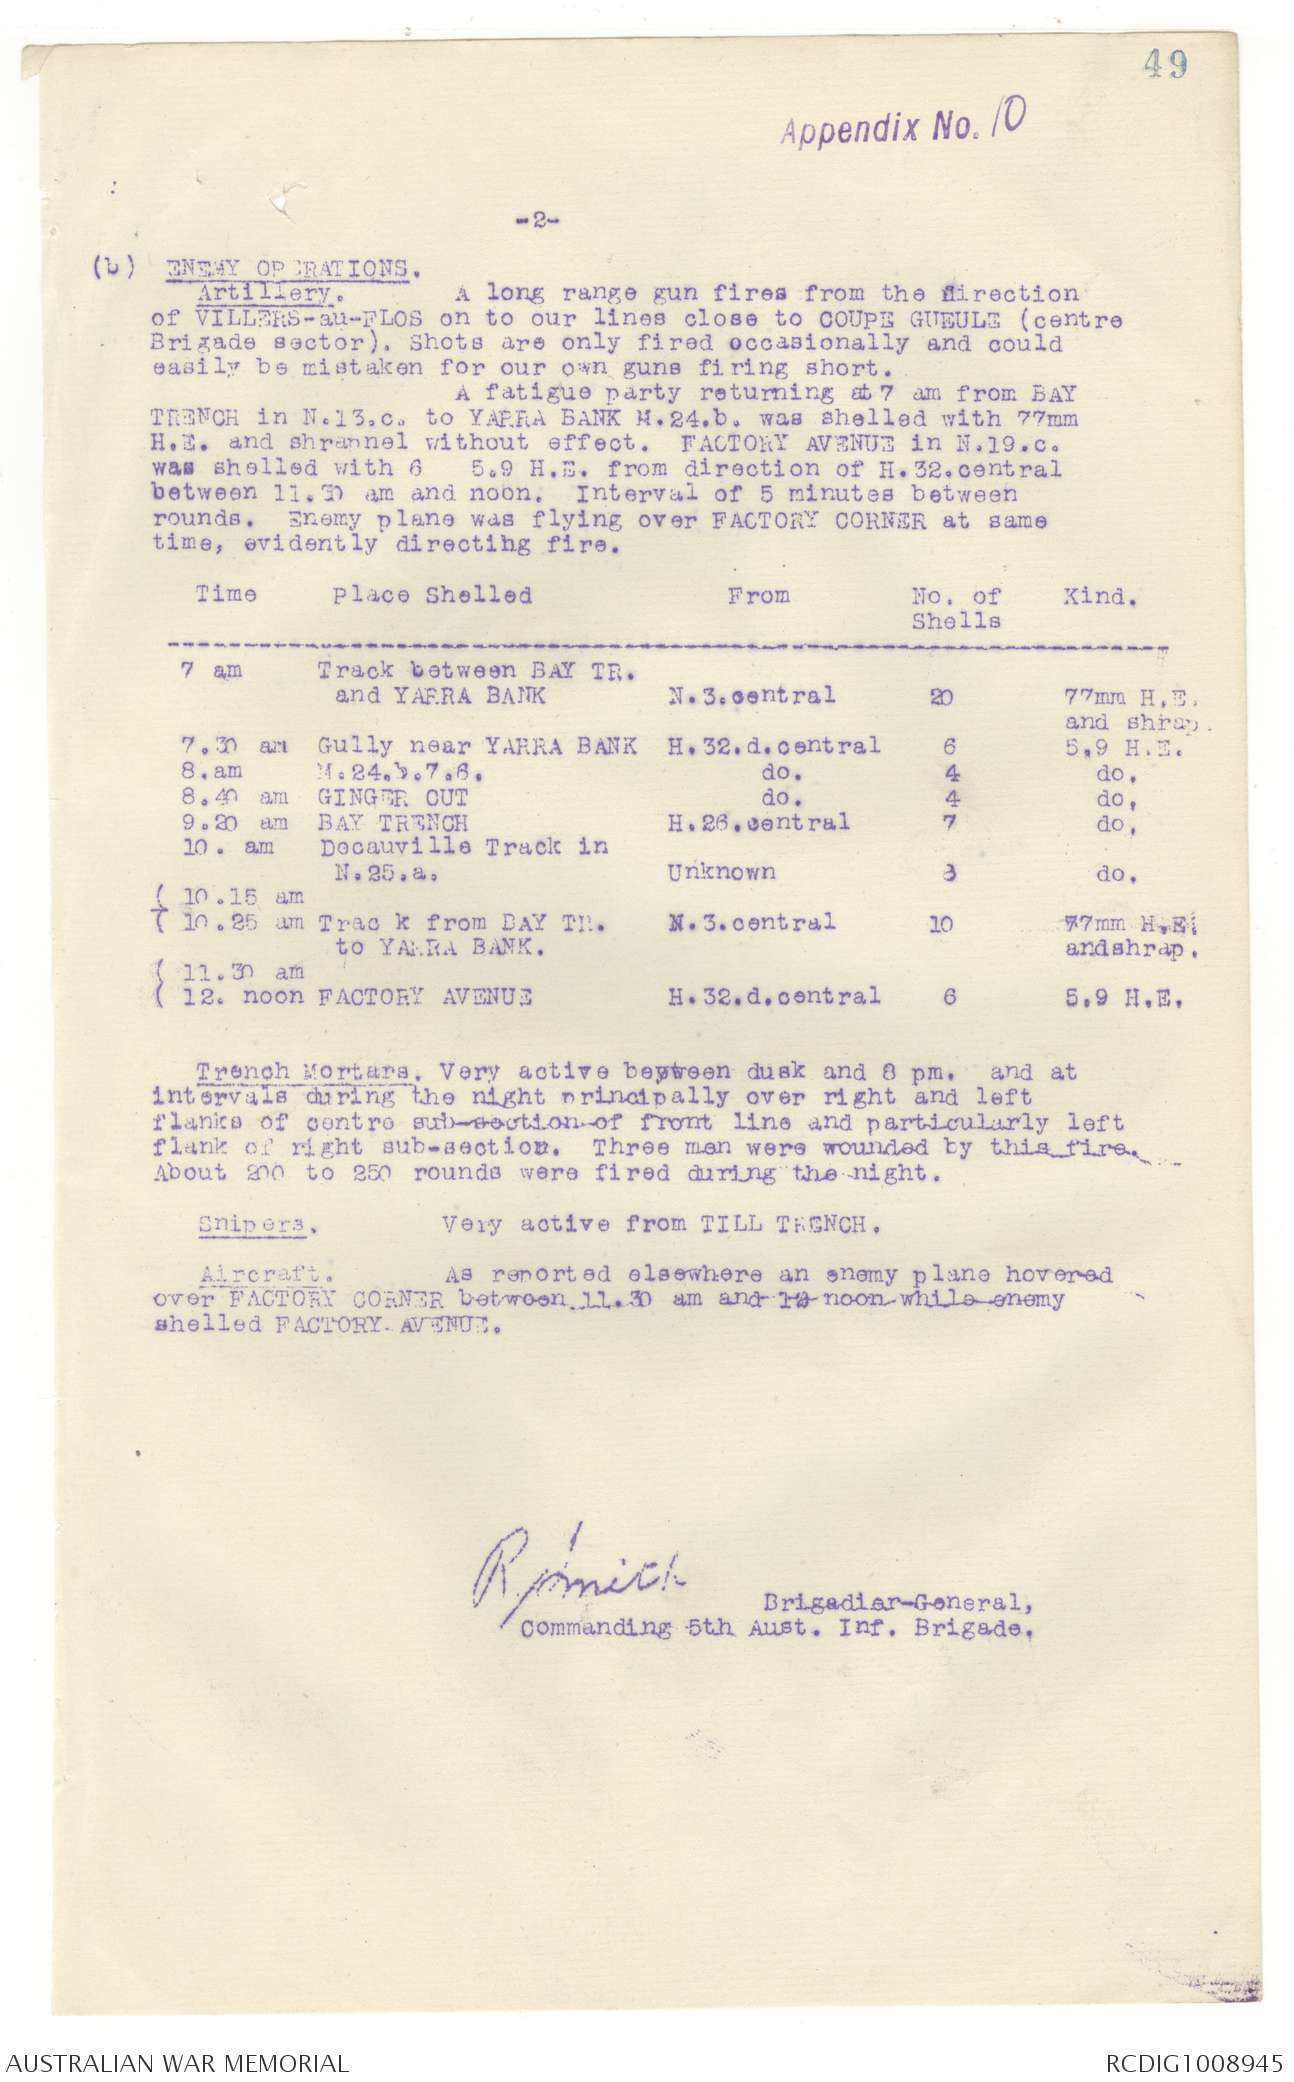 49
Appendix No. 10
-2-
(b) ENEMY OPERATIONS.
Artillery. A long range gun fires from the direction
of VILLERS-au-FLOS on to our lines close to COUPE GUEULE (centre
Brigade sector). Shots are only fired occasionally and could
easily be mistaken for our own guns firing short.
A fatigue party returning at 7 am from BAY
TRENCH in N.13.c. to YARRA BANK M.24.b. was shelled with 77mm
H.E. and shrapnel without effect. FACTORY AVENUE in N.19.c.
was shelled with 6 5.9 H.E. from direction of H.32.central
between 11.30 am and noon. Interval of 5 minutes between
rounds. Enemy plane was flying over FACTORY CORNER at same
time, evidently directihg fire.
Time Place Shelled From No. of Kind.
Shells
7 am Track between BAY TR.
and YARRA BANK N.3.central 20 77mm H.E.
and shrap.
7.30 am Gully near YARRA BANK H.32.d.central 6 5.9 H.E.
8.am M.24.b.7.6. do. 4 do.
8.40 am GINGER CUT do. 4 do.
9.20 am BAY TRENCH H.26.central 7 do.
10. am Decauville Track in
N.25.a. Unknown 3 do.
( 10.15 am
( 10.25 am Trac k from BAY TR. N.3.central 10 77mm H.E.
to YARRA BANK. andshrap.
( 11.30 am
( 12. noon FACTORY AVENUE H.32.d.central 6 5.9 H.E.
Trench Mortars. Very active between dusk and 8 pm. and at
intervals during the night principally over right and left
flanks of centre sub-section of front line and particularly left
flank of right sub-section. Three men were wounded by this fire.
About 200 to 250 rounds were fired during the night.
Snipers. Very active from TILL TRENCH.
Aircraft. As reported elsewhere an enemy plane hovered
over FACTORY CORNER between 11.30 am and 12 noon while enemy
shelled FACTORY AVENUE.
R Smith
Brigadier-General,
Commanding 5th Aust. Inf. Brigade.
AUSTRALIAN WAR MEMORIAL
RCDIG1008945